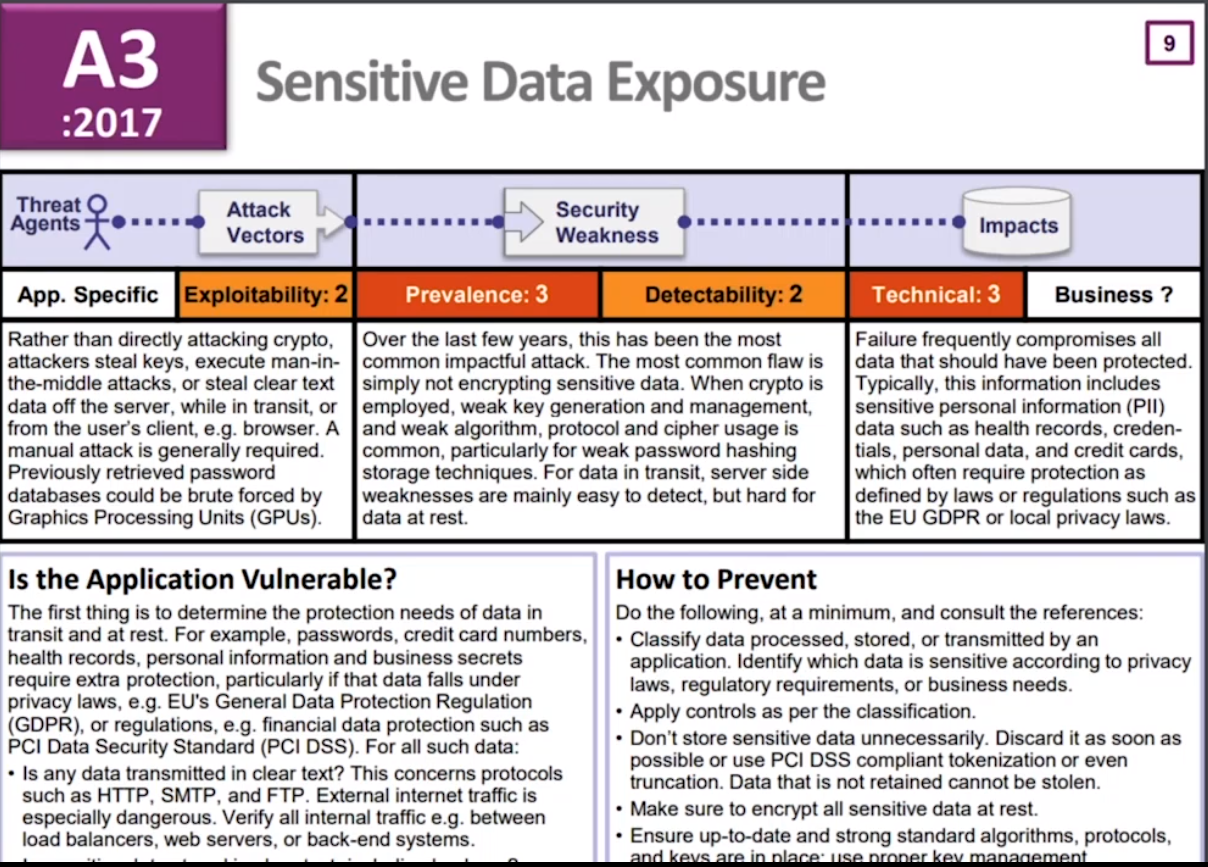 A3
:2017
Sensitive Data Exposure
9
Threat
Agents
Attack
Vectors
Security
Weakness
Impacts
App. Specific
Exploitability: 2
Prevalence: 3
Detectability: 2
Technical: 3
Business ?
Rather than directly attacking crypto,
attackers steal keys, execute man-in-
the-middle attacks, or steal clear text
data off the server, while in transit, or
from the user's client, e.g. browser. A
manual attack is generally required.
Previously retrieved password
databases could be brute forced by
Graphics Processing Units (GPUs).
Over the last few years, this has been the most
common impactful attack. The most common flaw is
simply not encrypting sensitive data. When crypto is
employed, weak key generation and management,
and weak algorithm, protocol and cipher usage is
common, particularly for weak password hashing
storage techniques. For data in transit, server side
weaknesses are mainly easy to detect, but hard for
data at rest.
Failure frequently compromises all
data that should have been protected.
Typically, this information includes
sensitive personal information (PII)
data such as health records, creden-
tials, personal data, and credit cards,
which often require protection as
defined by laws or regulations such as
the EU GDPR or local privacy laws.
Is the Application Vulnerable?
The first thing is to determine the protection needs of data in
transit and at rest. For example, passwords, credit card numbers,
health records, personal information and business secrets
require extra protection, particularly if that data falls under
privacy laws, e.g. EU's General Data Protection Regulation
(GDPR), or regulations, e.g. financial data protection such as
PCI Data Security Standard (PCI DSS). For all such data:
• Is any data transmitted in clear text? This concerns protocols
such as HTTP, SMTP, and FTP. External internet traffic is
especially dangerous. Verify all internal traffic e.g. between
load balancers, web servers, or back-end systems.
How to Prevent
Do the following, at a minimum, and consult the references:
• Classify data processed, stored, or transmitted by an
application. Identify which data is sensitive according to privacy
laws, regulatory requirements, or business needs.
• Apply controls as per the classification.
• Don't store sensitive data unnecessarily. Discard it as soon as
possible or use PCI DSS compliant tokenization or even
truncation. Data that is not retained cannot be stolen.
• Make sure to encrypt all sensitive data at rest.
• Ensure up-to-date and strong standard algorithms, protocols,
and keys are in place; use proper key management